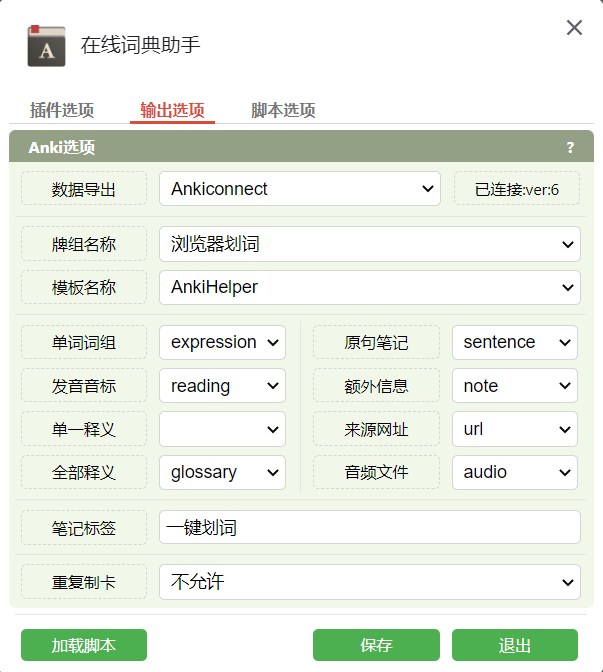 A 在线词典助手
插件选项 输出选项 脚本选项
Anki选项 ?
数据导出 Ankiconnect 已连接:ver:6
牌组名称 浏览器划词
模板名称 AnkiHelper
单词词组 expression 原句笔记 sentence
发音音标 reading 额外信息 note
单一释义 来源网址 url
全部释义 glossary 音频文件 audio
笔记标签 一键划词
重复制卡 不允许
加载脚本 保存 退出